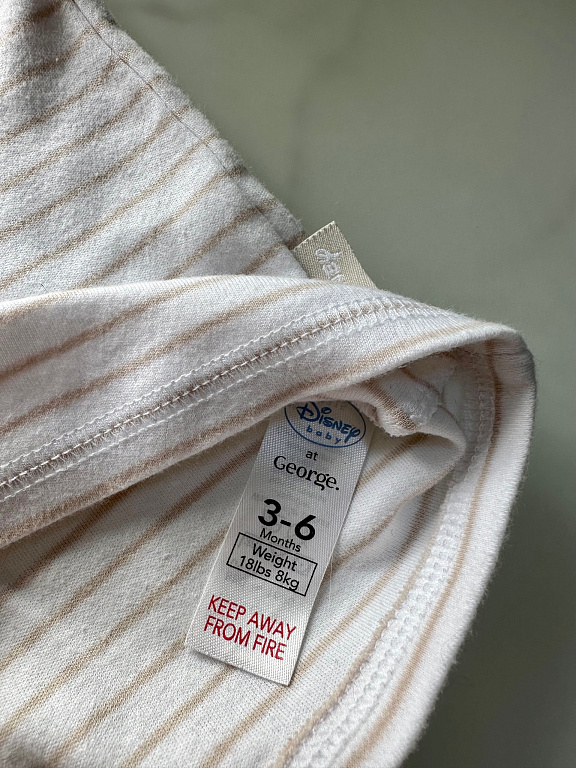 Disney
baby
at
George.
3-6
Months
Weight
18lbs 8kg
KEEP AWAY
FROM FIRE